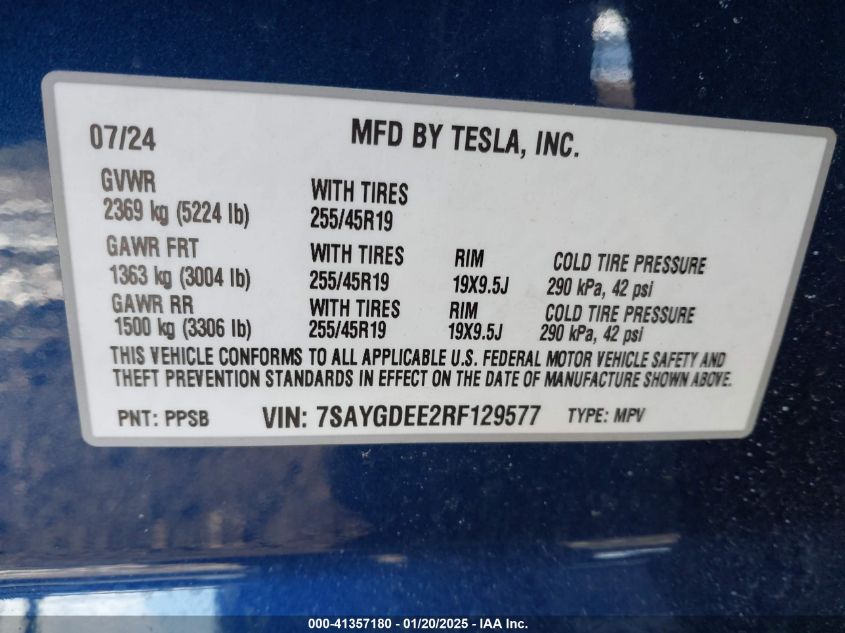 07/24 MFD BY TESLA, INC.
GVWR WITH TIRES
2369 kg (5224 lb) 255/45R19
GAWR FRT WITH TIRES RIM COLD TIRE PRESSURE
1363 kg (3004 lb) 255/45R19 19X9.5J 290 kPa, 42 psi
GAWR RR WITH TIRES RIM COLD TIRE PRESSURE
1500 kg (3306 lb) 255/45R19 19X9.5J 290 kPa, 42 psi
THIS VEHICLE CONFORMS TO ALL APPLICABLE U.S. FEDERAL MOTOR VEHICLE SAFETY AND
THEFT PREVENTION STANDARDS IN EFFECT ON THE DATE OF MANUFACTURE SHOWN ABOVE.
PNT: PPSB VIN: 7SAYGDEE2RF129577 TYPE: MPV
000-41357180 - 01/20/2025 - IAA Inc.